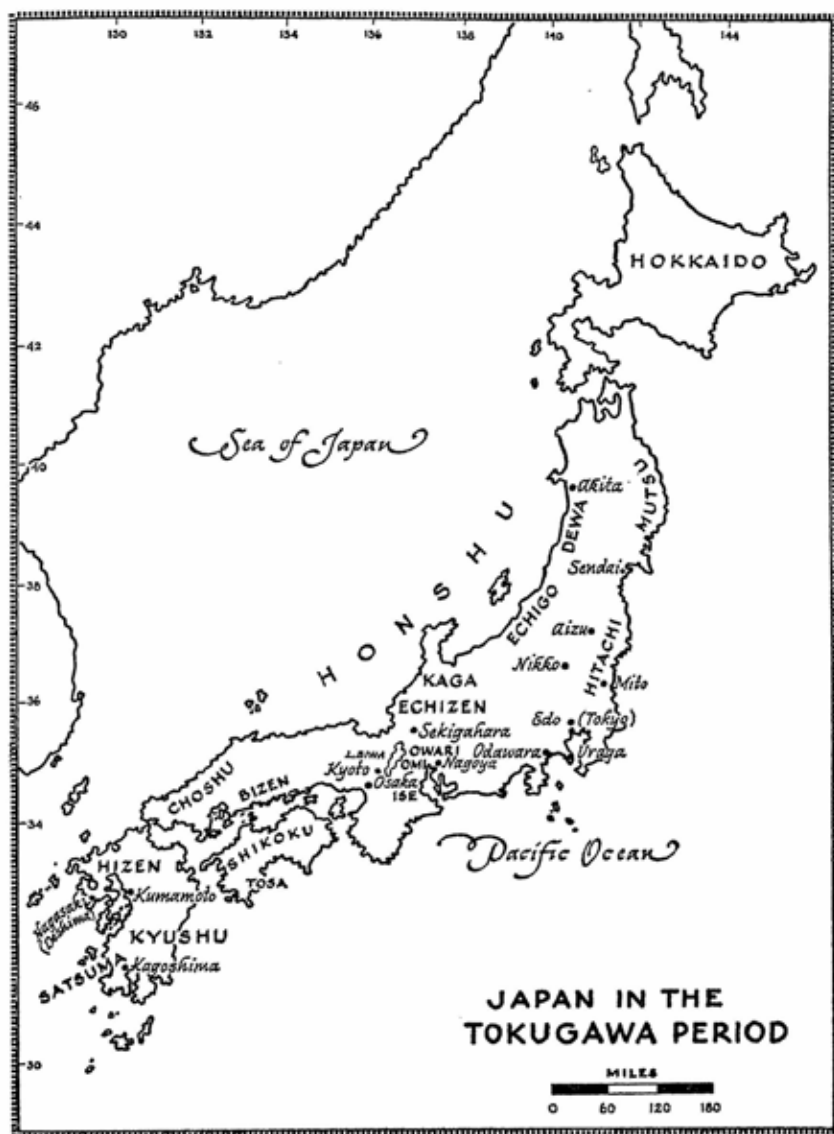 130 132 134 136 138 140 144
46
44
HOKKAIDO
42
Sea of Japan
40
Akita
MUTSU
DEWA
HONSHU
Sendai
38
ECHIGO
Aizu
HITACHI
Nikko
KAGA
Mito
36
ECHIZEN
Edo (Tokyo)
Sekigahara
L. BIWA
OWARI
Odawara
Uraga
Kyoto
OMI
Nagoya
CHOSHU
BIZEN
Osaka
ISE
34
SHIKOKU
Pacific Ocean
HIZEN
TOSA
Kumamoto
Nagasaki
(Deshima)
KYUSHU
SATSUMA
Kagoshima
JAPAN IN THE
TOKUGAWA PERIOD
30
MILES
0 60 120 180